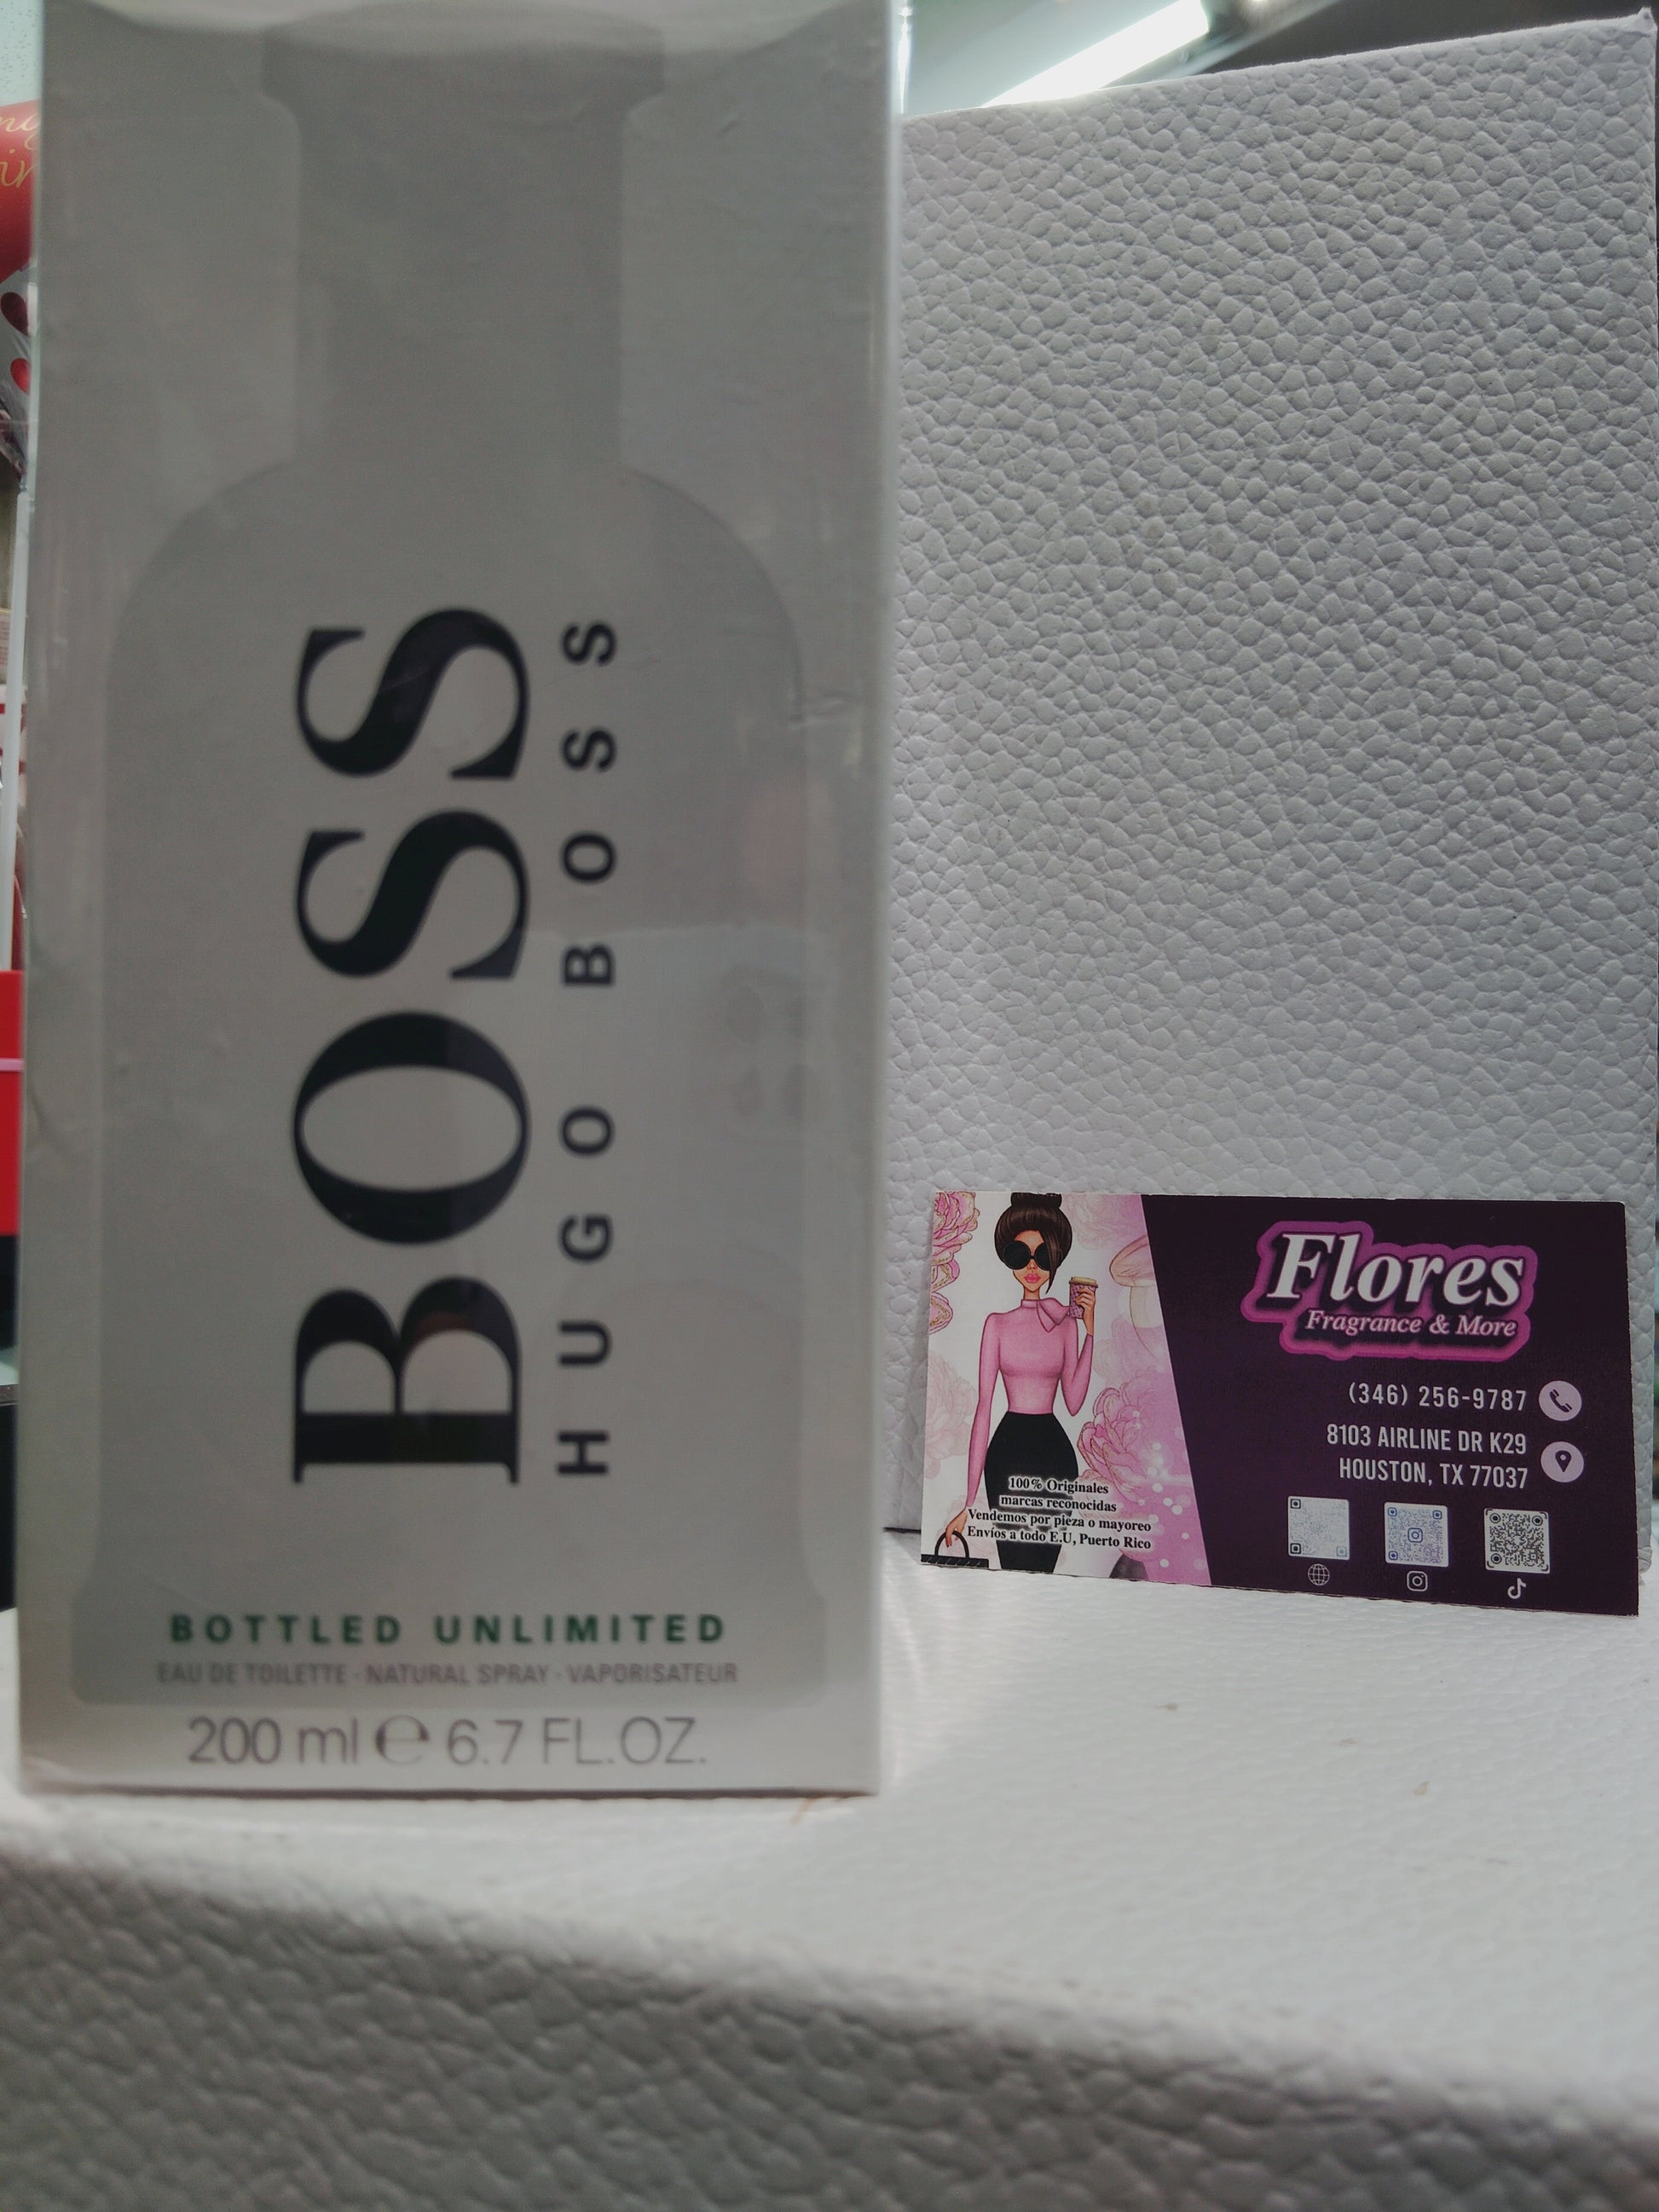 BOSS
HUGO BOSS
BOTTLED UNLIMITED
EAU DE TOILETTE · NATURAL SPRAY · VAPORISATEUR
200 ml e 6.7 FL.OZ.
Flores
Fragrance & More
(346) 256-9787
8103 AIRLINE DR K29
HOUSTON, TX 77037
100% Originales
marcas reconocidas
Vendemos por pieza o mayoreo
Envíos a todo E.U, Puerto Rico